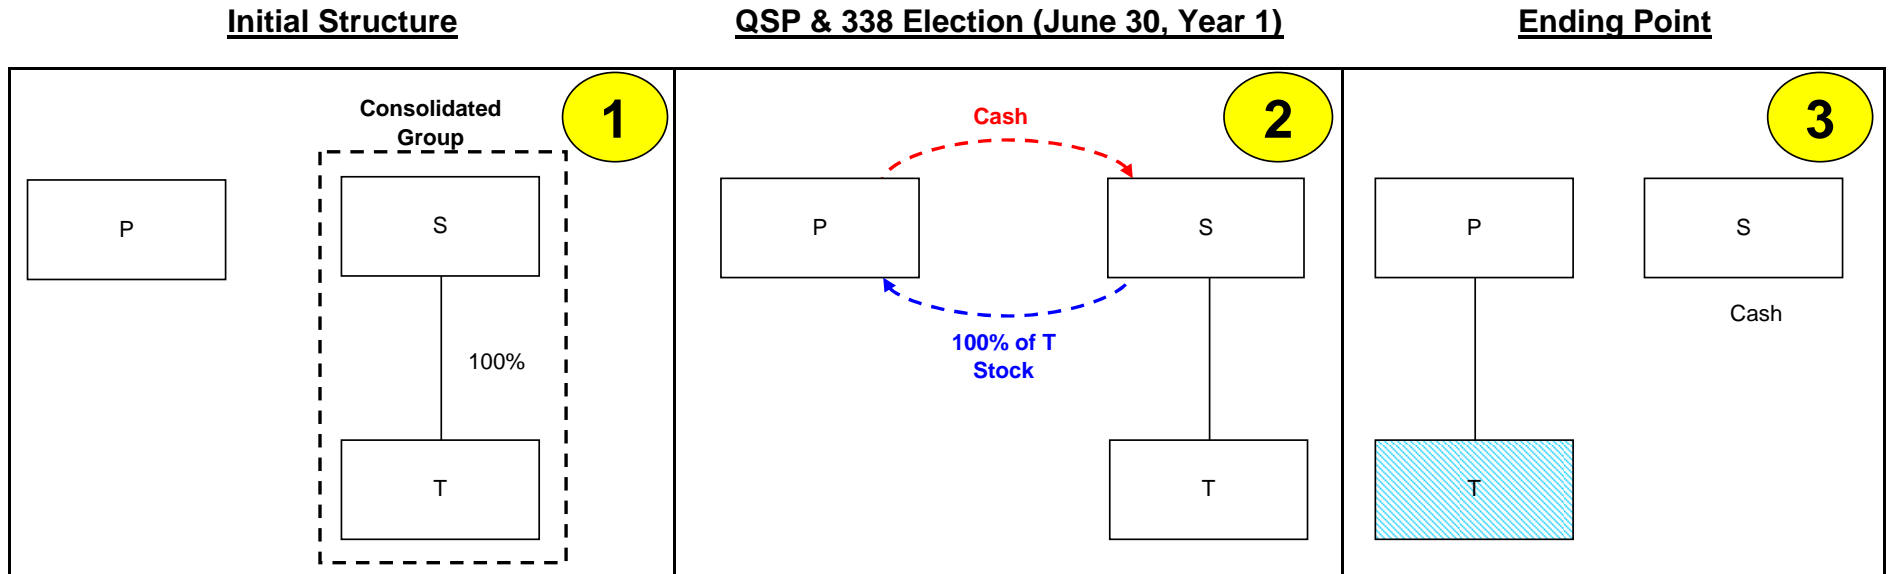 Initial Structure
QSP & 338 Election (June 30, Year 1)
Ending Point
Consolidated
Group
1
P
S
100%
T
Cash
2
P
S
100% of T
Stock
T
3
P
S
Cash
T